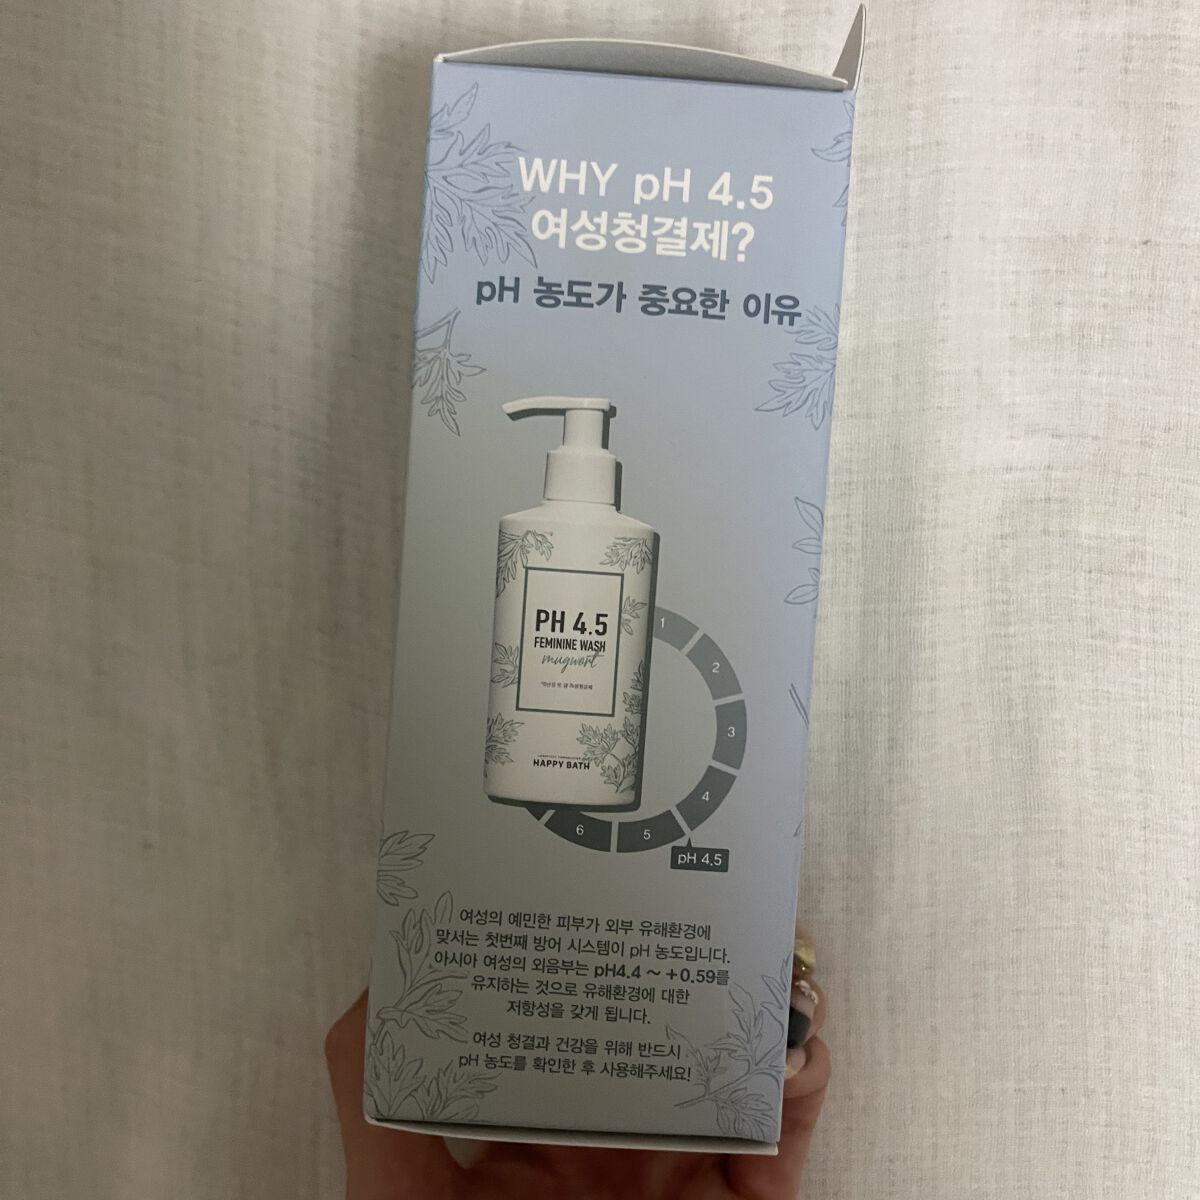 WHY pH 4.5
여성청결제?
pH 농도가 중요한 이유
PH 4.5
FEMININE WASH
mugwort
HAPPY BATH
1
2
3
4
5
6
pH 4.5
여성의 예민한 피부가 외부 유해환경에
맞서는 첫번째 방어 시스템이 pH 농도입니다.
아시아 여성의 외음부는 pH4.4 ~ +0.59를
유지하는 것으로 유해환경에 대한
저항성을 갖게 됩니다.
여성 청결과 건강을 위해 반드시
pH 농도를 확인한 후 사용해주세요!